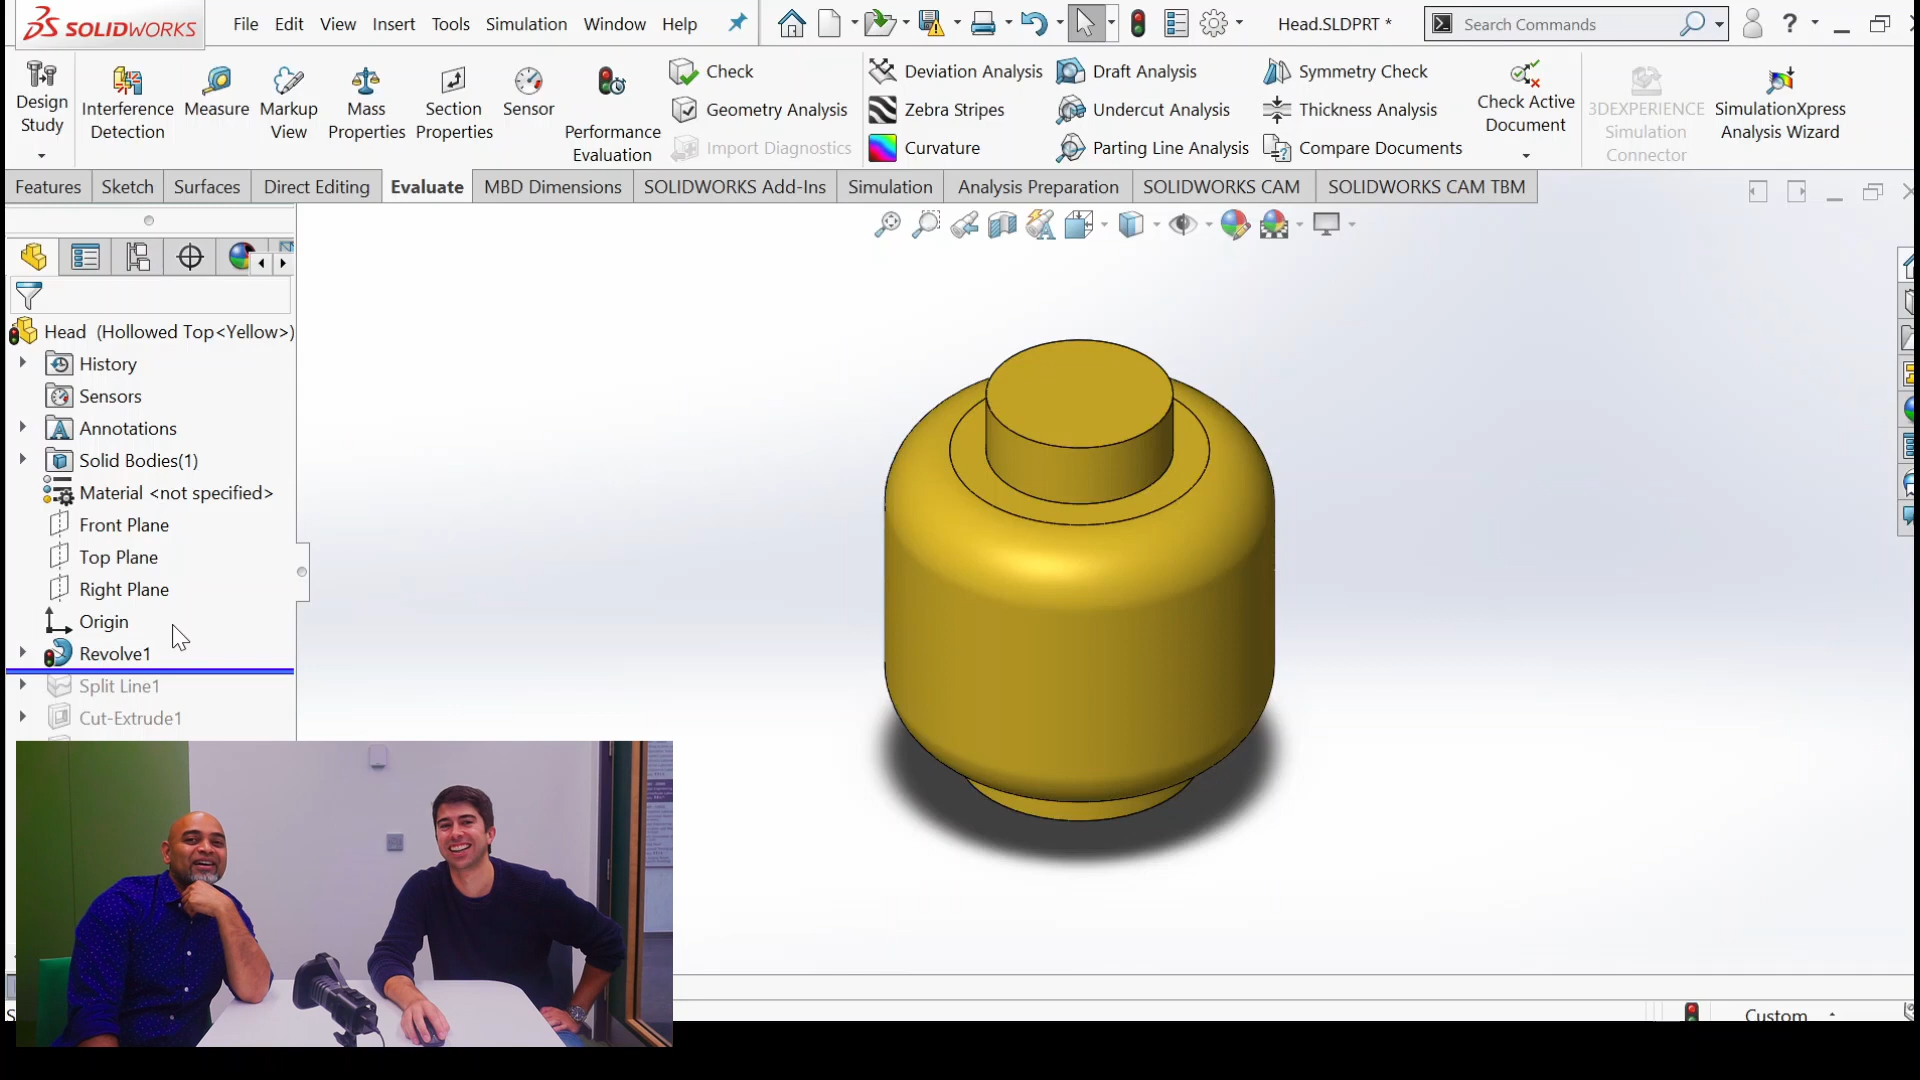 SOLIDWORKS
File Edit View Insert Tools Simulation Window Help
Head.SLDPRT *
Search Commands
?
Design Study
Interference Detection
Measure
Markup View
Mass Properties
Section Properties
Sensor
Performance Evaluation
Check
Geometry Analysis
Import Diagnostics
Deviation Analysis
Zebra Stripes
Curvature
Draft Analysis
Undercut Analysis
Parting Line Analysis
Symmetry Check
Thickness Analysis
Compare Documents
Check Active Document
3DEXPERIENCE Simulation Connector
SimulationXpress Analysis Wizard
Features Sketch Surfaces Direct Editing Evaluate MBD Dimensions SOLIDWORKS Add-Ins Simulation Analysis Preparation SOLIDWORKS CAM SOLIDWORKS CAM TBM
Head (Hollowed Top<Yellow>)
History
Sensors
Annotations
Solid Bodies(1)
Material <not specified>
Front Plane
Top Plane
Right Plane
Origin
Revolve1
Split Line1
Cut-Extrude1
Custom